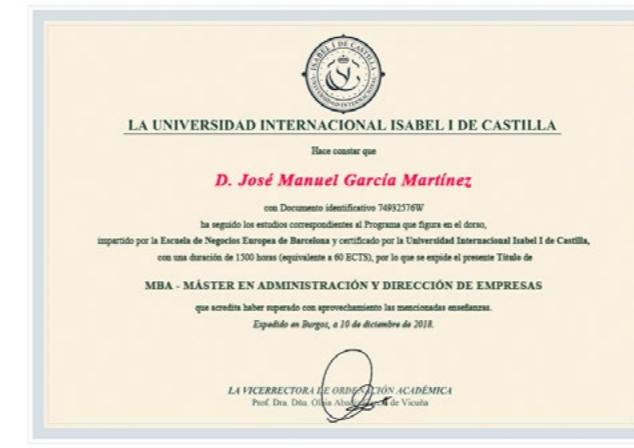 ISABEL I DE CASTILLA
UNIVERSIDAD INTERNACIONAL
LA UNIVERSIDAD INTERNACIONAL ISABEL I DE CASTILLA
Hace constar que
D. José Manuel García Martínez
con Documento identificativo 74932576W
ha seguido los estudios correspondientes al Programa que figura en el dorso,
impartido por la Escuela de Negocios Europea de Barcelona y certificado por la Universidad Internacional Isabel I de Castilla,
con una duración de 1500 horas (equivalente a 60 ECTS), por lo que se expide el presente Título de
MBA - MÁSTER EN ADMINISTRACIÓN Y DIRECCIÓN DE EMPRESAS
que acredita haber superado con aprovechamiento las mencionadas enseñanzas.
Expedido en Burgos, a 10 de diciembre de 2018.
LA VICERRECTORA DE ORDENACIÓN ACADÉMICA
Prof. Dra. Dña. Olaia de Vicuña